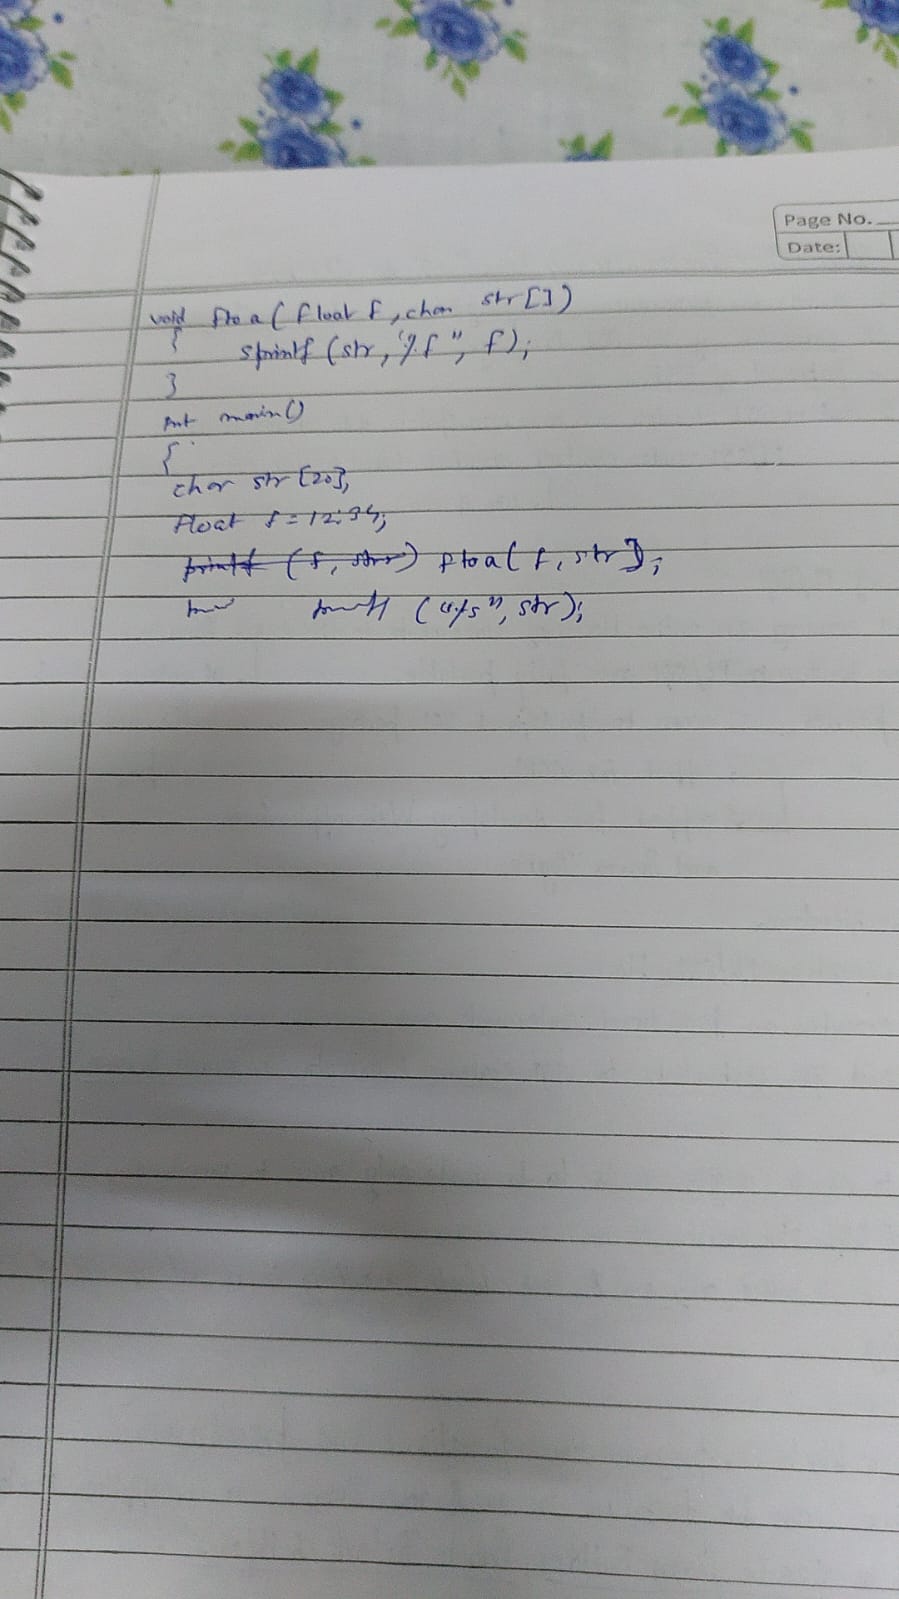 Page No.
Date:
void ftoa ( float f , char str [] )
{ sprintf ( str , "%f" , f ) ;
}
int main ()
{
char str [20] ;
float f = 12.34 ;
printf ( f , str ) ftoa ( f , str ) ;
printf ( "%s" , str ) ;